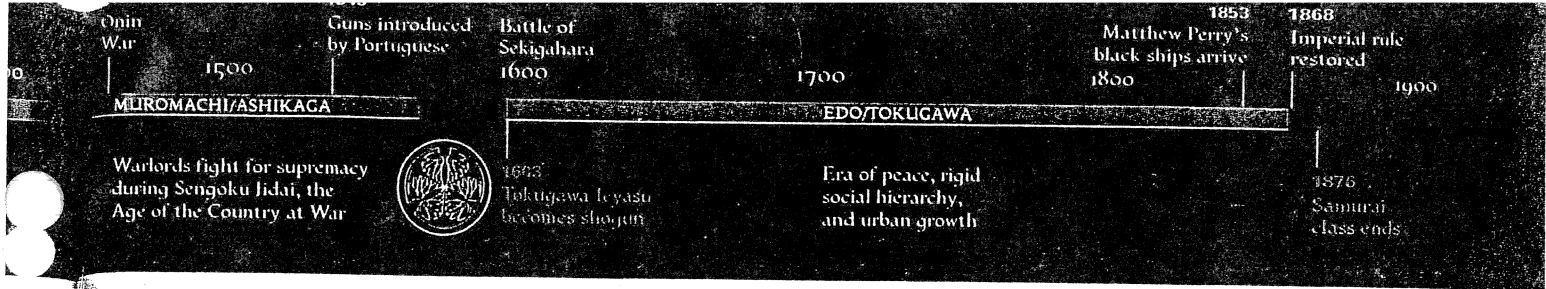 Onin
War
1500
Guns introduced
by Portuguese
Battle of
Sekigahara
1600
1700
1853
Matthew Perry's
black ships arrive
1800
1868
Imperial rule
restored
1900
MUROMACHI/ASHIKAGA
EDO/TOKUGAWA
Warlords fight for supremacy
during Sengoku Jidai, the
Age of the Country at War
1603
Tokugawa Ieyasu
becomes shogun
Era of peace, rigid
social hierarchy,
and urban growth
1876
Samurai
class ends